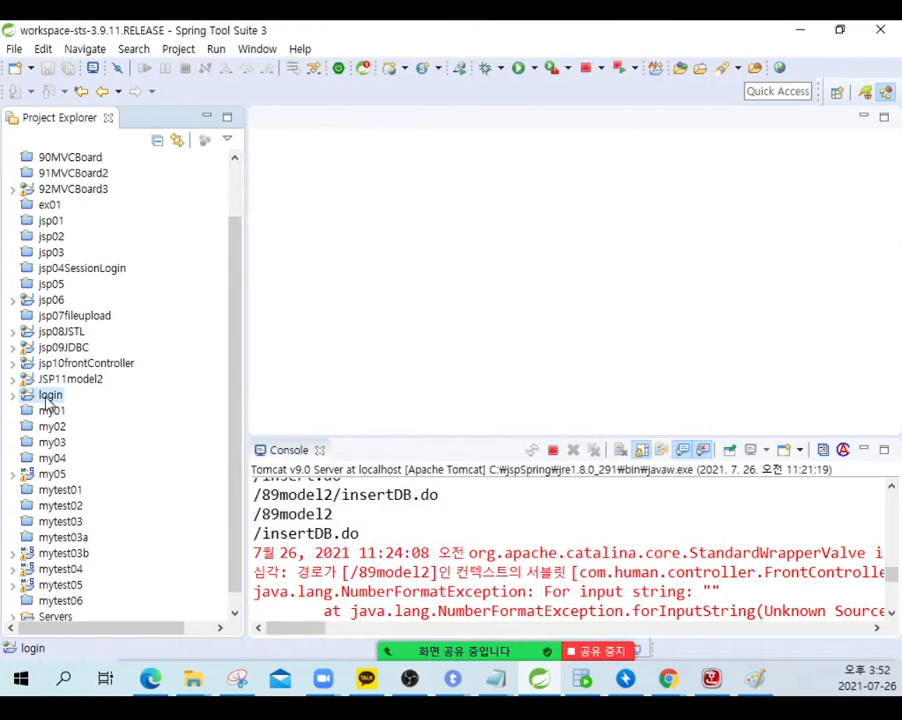 workspace-sts-3.9.11.RELEASE - Spring Tool Suite 3
File Edit Navigate Search Project Run Window Help
Quick Access
Project Explorer
90MVCBoard
91MVCBoard2
92MVCBoard3
ex01
jsp01
jsp02
jsp03
jsp04SessionLogin
jsp05
jsp06
jsp07fileupload
jsp08JSTL
jsp09JDBC
jsp10frontController
JSP11model2
login
my01
my02
my03
my04
my05
mytest01
mytest02
mytest03
mytest03a
mytest03b
mytest04
mytest05
mytest06
Servers
Console
Tomcat v9.0 Server at localhost [Apache Tomcat] C:₩jspSpring₩jre1.8.0_291₩bin₩javaw.exe (2021. 7. 26. 오전 11:21:19)
/insert.do
/89model2/insertDB.do
/89model2
/insertDB.do
7월 26, 2021 11:24:08 오전 org.apache.catalina.core.StandardWrapperValve i
심각: 경로가 [/89model2]인 컨텍스트의 서블릿 [com.human.controller.FrontControlle
java.lang.NumberFormatException: For input string: ""
at java.lang.NumberFormatException.forInputString(Unknown Source
login
화면 공유 중입니다
공유 중지
TALK
오후 3:52
2021-07-26